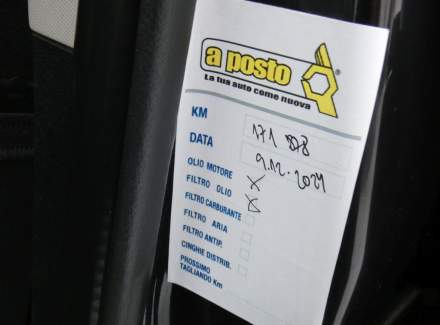 a posto®
La tua auto come nuova
KM 171 878
DATA 9.12.2021
OLIO MOTORE X
FILTRO OLIO X
FILTRO CARBURANTE
FILTRO ARIA
FILTRO ANTIP.
CINGHIE DISTRIB.
PROSSIMO
TAGLIANDO Km